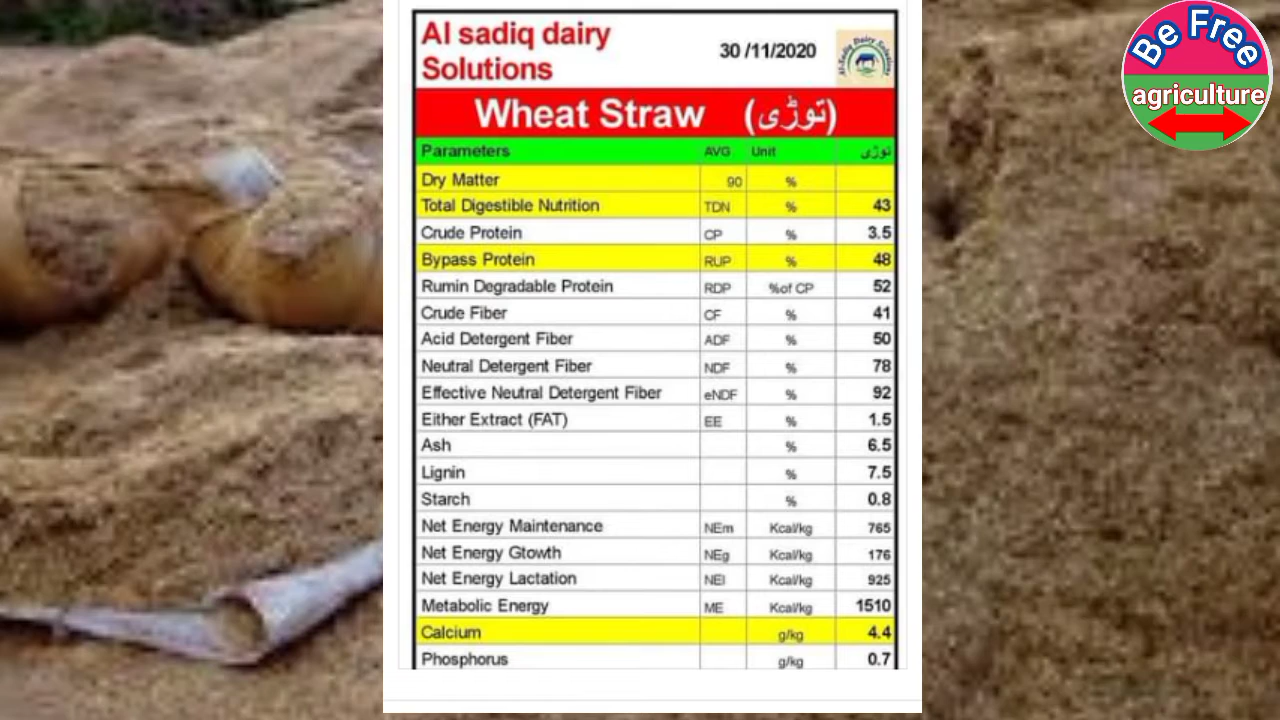 Al sadiq dairy
Solutions
30 /11/2020
Al-Sadiq Dairy Solutions
Be Free
agriculture
Wheat Straw (توڑی)
Parameters AVG Unit توڑی
Dry Matter 90 %
Total Digestible Nutrition TDN % 43
Crude Protein CP % 3.5
Bypass Protein RUP % 48
Rumin Degradable Protein RDP %of CP 52
Crude Fiber CF % 41
Acid Detergent Fiber ADF % 50
Neutral Detergent Fiber NDF % 78
Effective Neutral Detergent Fiber eNDF % 92
Either Extract (FAT) EE % 1.5
Ash % 6.5
Lignin % 7.5
Starch % 0.8
Net Energy Maintenance NEm Kcal/kg 765
Net Energy Gtowth NEg Kcal/kg 176
Net Energy Lactation NEl Kcal/kg 925
Metabolic Energy ME Kcal/kg 1510
Calcium g/kg 4.4
Phosphorus g/kg 0.7